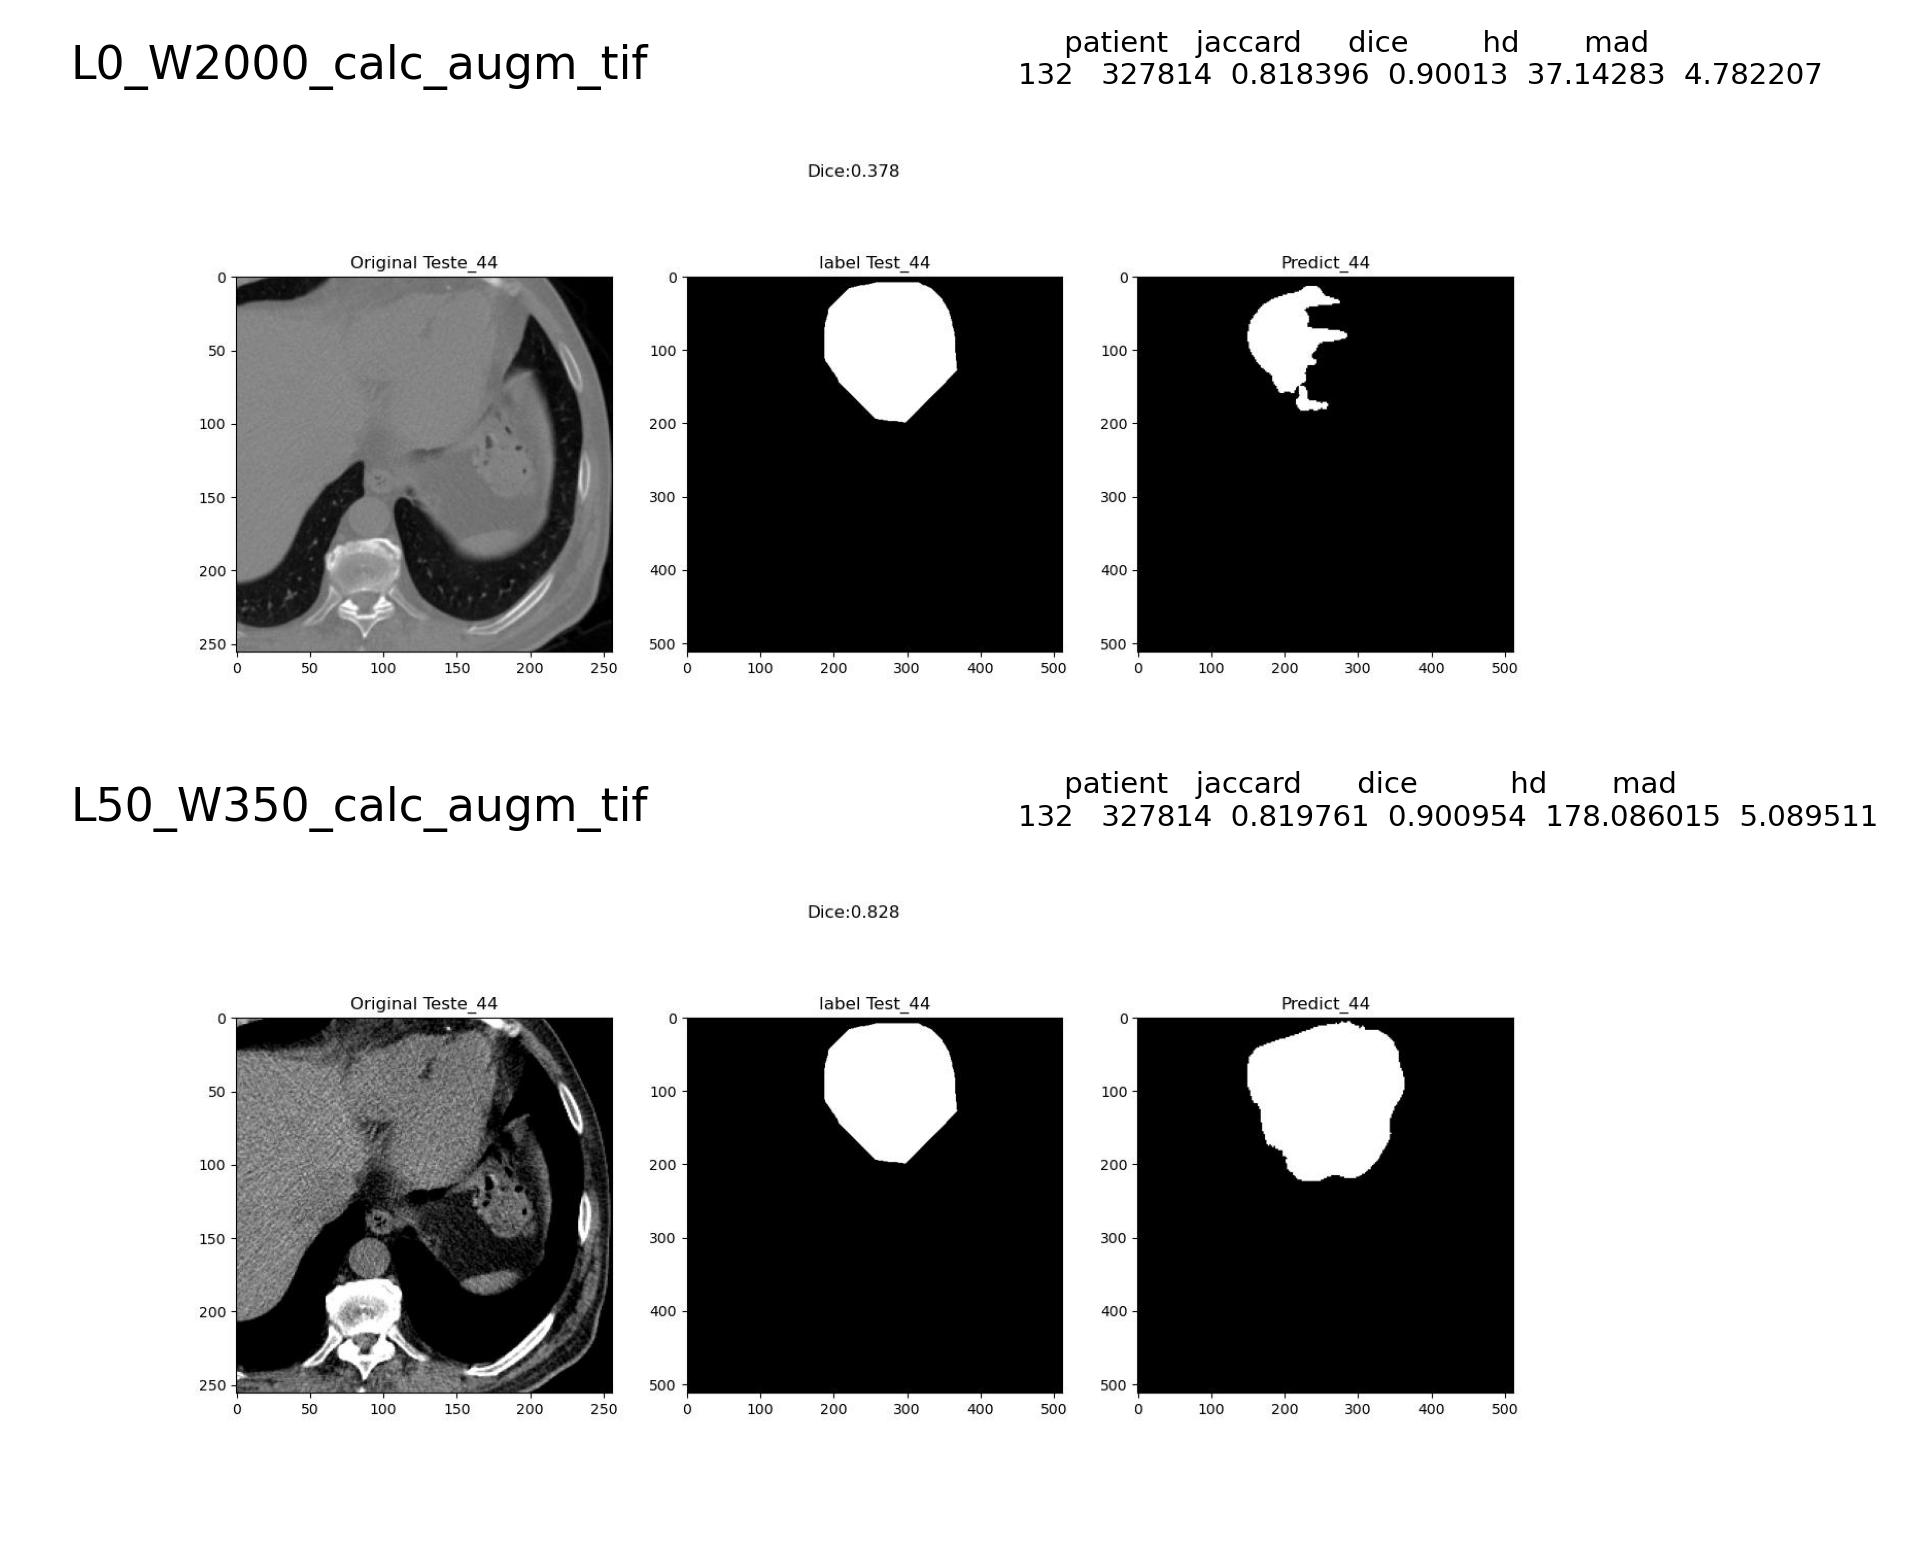 L0_W2000_calc_augm_tif
patient jaccard dice hd mad
132 327814 0.818396 0.90013 37.14283 4.782207
Dice:0.378
Original Teste_44
label Test_44
Predict_44
0
50
100
150
200
250
0 50 100 150 200 250
0
100
200
300
400
500
0 100 200 300 400 500
0
100
200
300
400
500
0 100 200 300 400 500
L50_W350_calc_augm_tif
patient jaccard dice hd mad
132 327814 0.819761 0.900954 178.086015 5.089511
Dice:0.828
Original Teste_44
label Test_44
Predict_44
0
50
100
150
200
250
0 50 100 150 200 250
0
100
200
300
400
500
0 100 200 300 400 500
0
100
200
300
400
500
0 100 200 300 400 500